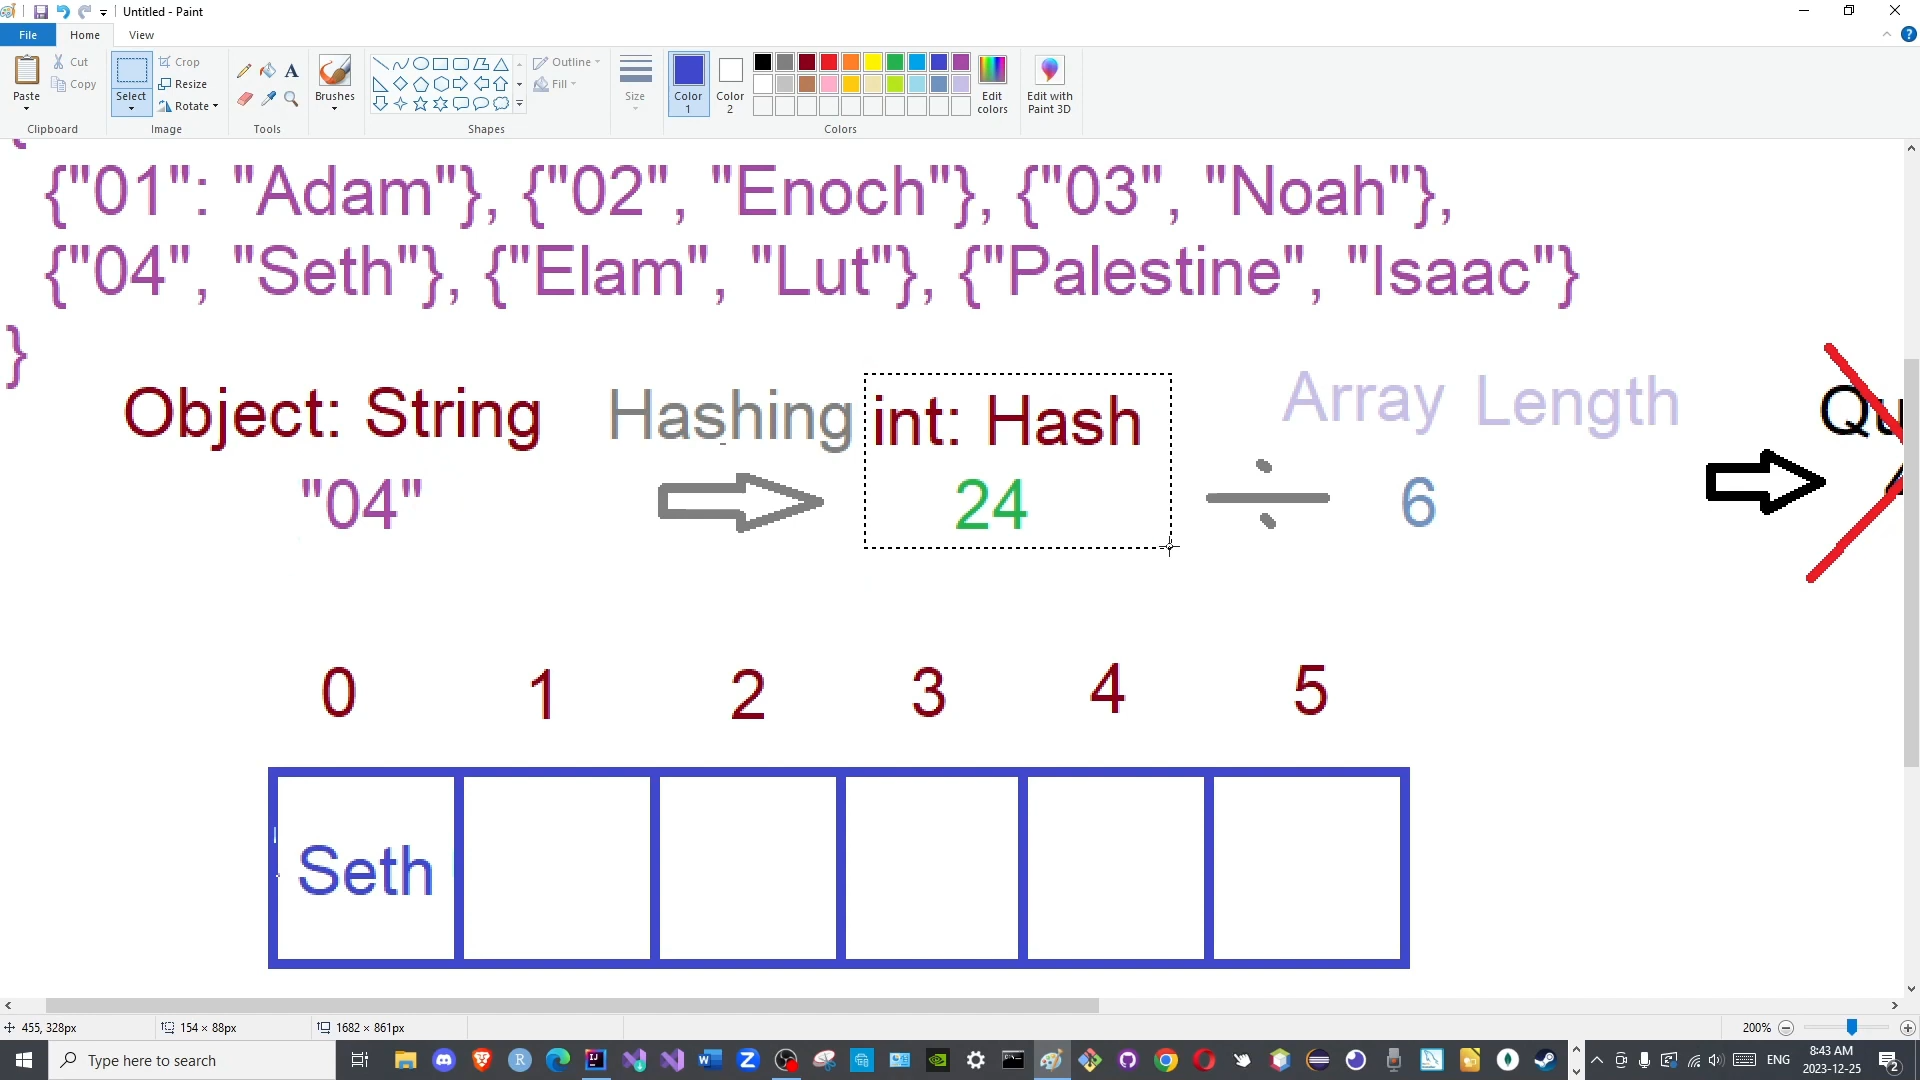 Untitled - Paint
File Home View
Paste
Cut
Copy
Clipboard
Select
Crop
Resize
Rotate
Image
Tools
Brushes
Shapes
Outline
Fill
Size
Color 1
Color 2
Colors
Edit colors
Edit with Paint 3D
{"01": "Adam"}, {"02", "Enoch"}, {"03", "Noah"},
{"04", "Seth"}, {"Elam", "Lut"}, {"Palestine", "Isaac"}
}
Object: String Hashing int: Hash Array Length Qu
"04" 24 ÷ 6
0 1 2 3 4 5
Seth
455, 328px 154 × 88px 1682 × 861px 200%
Type here to search
ENG
8:43 AM
2023-12-25
2